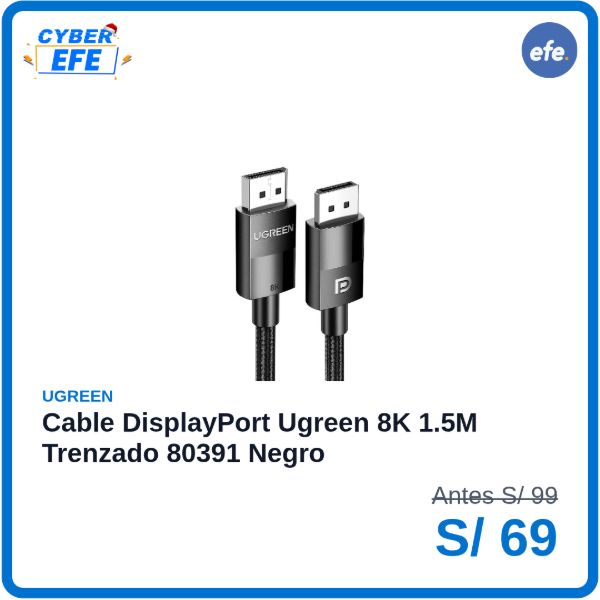 CYBER
EFE
efe.
UGREEN
8K
UGREEN
Cable DisplayPort Ugreen 8K 1.5M
Trenzado 80391 Negro
Antes S/ 99
S/ 69